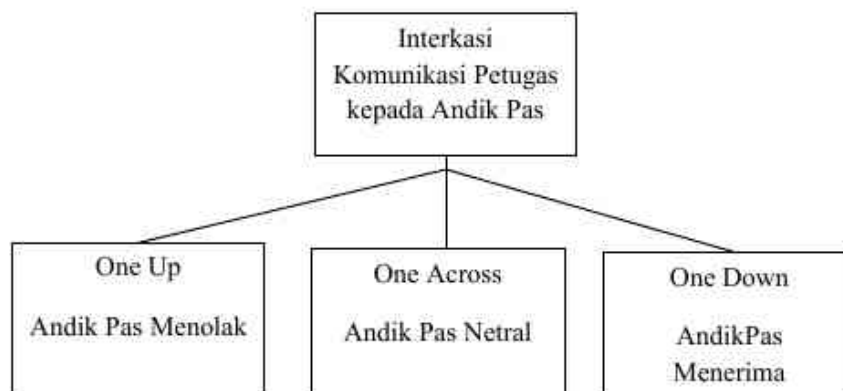 Interkasi
Komunikasi Petugas
kepada Andik Pas
One Up
Andik Pas Menolak
One Across
Andik Pas Netral
One Down
AndikPas
Menerima